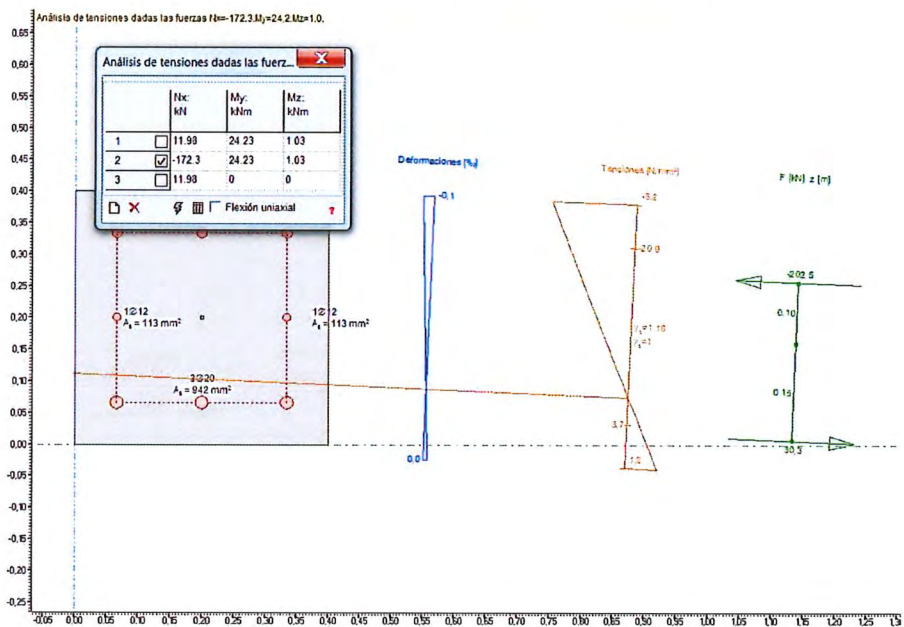 Análisis de tensiones dadas las fuerzas Nx=-172.3,My=24.2,Mz=1.0.
Análisis de tensiones dadas las fuerz...
Nx: kN My: kNm Mz: kNm
1 11.98 24.23 1.03
2 -172.3 24.23 1.03
3 11.98 0 0
Flexión uniaxial ?
Deformaciones [‰]
Tensiones [N/mm²]
F [kN] z [m]
-0,1
-3,2
-20,9
-202,5
0,10
1∅12
As = 113 mm²
1∅12
As = 113 mm²
0,15
3∅20
As = 942 mm²
3,7
0,0
1,0
30,3
0,65
0,60
0,55
0,50
0,45
0,40
0,35
0,30
0,25
0,20
0,15
0,10
0,05
0,00
-0,05
-0,10
-0,15
-0,20
-0,25
-0,05 0,00 0,05 0,10 0,15 0,20 0,25 0,30 0,35 0,40 0,45 0,50 0,55 0,60 0,65 0,70 0,75 0,80 0,85 0,90 0,95 1,00 1,05 1,10 1,15 1,20 1,25 1,30